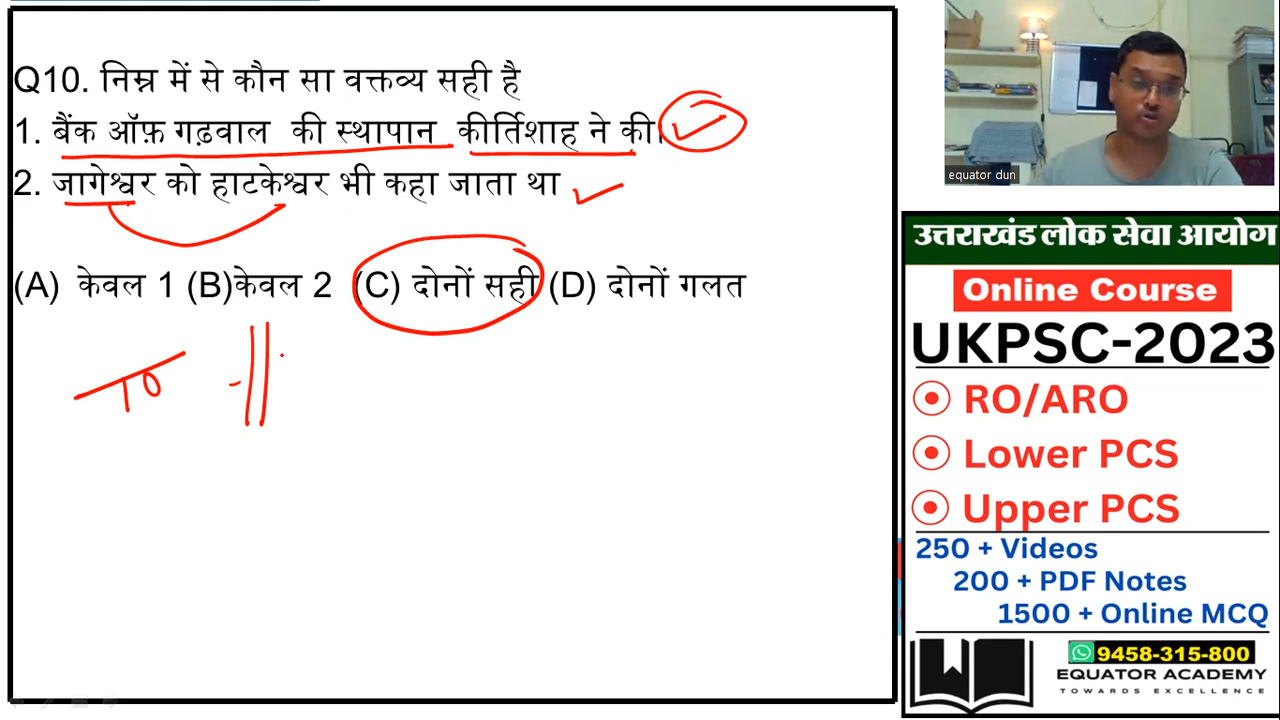 Q10. निम्न में से कौन सा वक्तव्य सही है
1. बैंक ऑफ़ गढ़वाल की स्थापान कीर्तिशाह ने की।
2. जागेश्वर को हाटकेश्वर भी कहा जाता था
(A) केवल 1 (B)केवल 2 (C) दोनों सही (D) दोनों गलत
10
equator dun
उत्तराखंड लोक सेवा आयोग
Online Course
UKPSC-2023
RO/ARO
Lower PCS
Upper PCS
250 + Videos
200 + PDF Notes
1500 + Online MCQ
9458-315-800
EQUATOR ACADEMY
TOWARDS EXCELLENCE